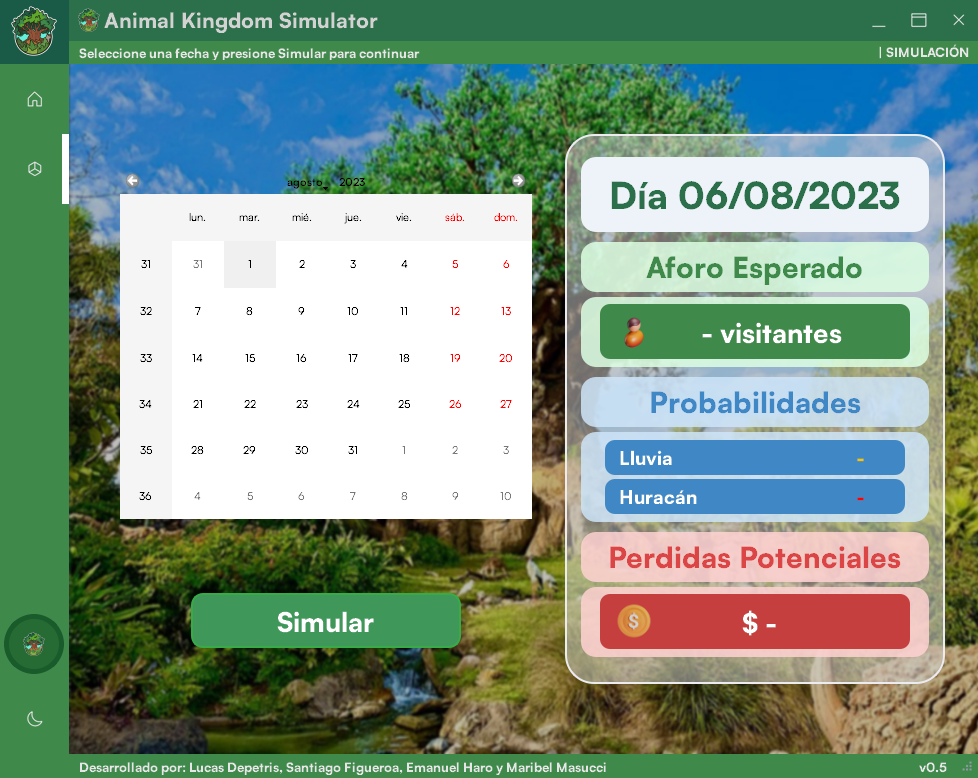 Animal Kingdom Simulator
Seleccione una fecha y presione Simular para continuar
| SIMULACIÓN
agosto 2023
lun. mar. mié. jue. vie. sáb. dom.
31 31 1 2 3 4 5 6
32 7 8 9 10 11 12 13
33 14 15 16 17 18 19 20
34 21 22 23 24 25 26 27
35 28 29 30 31 1 2 3
36 4 5 6 7 8 9 10
Simular
Día 06/08/2023
Aforo Esperado
- visitantes
Probabilidades
Lluvia -
Huracán -
Perdidas Potenciales
$ -
Desarrollado por: Lucas Depetris, Santiago Figueroa, Emanuel Haro y Maribel Masucci
v0.5